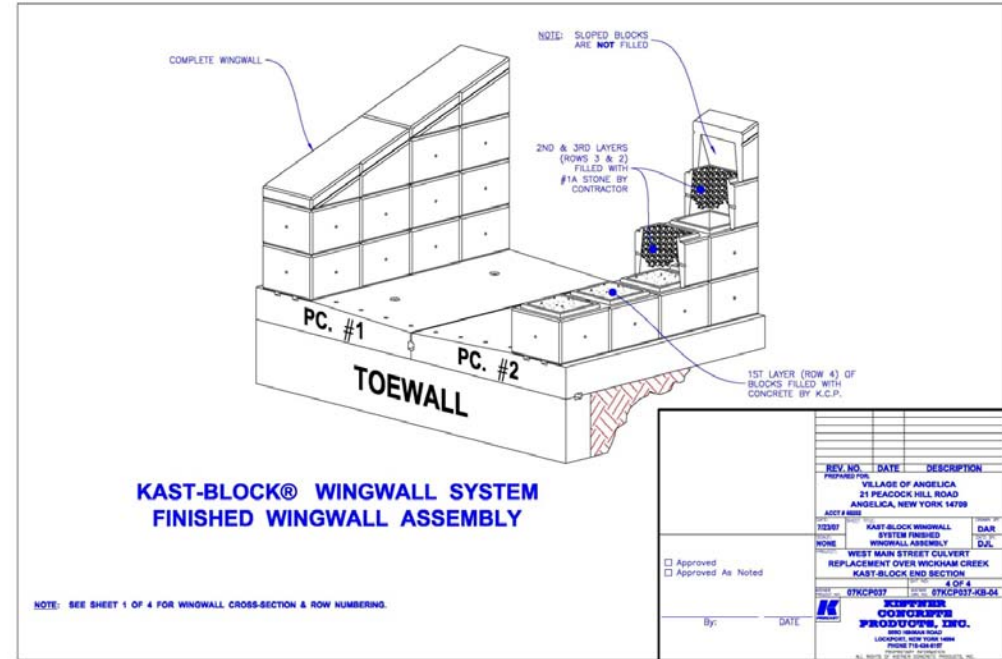 COMPLETE WINGWALL
NOTE: SLOPED BLOCKS
ARE NOT FILLED
2ND & 3RD LAYERS
(ROWS 3 & 2)
FILLED WITH
#1A STONE BY
CONTRACTOR
PC. #1
PC. #2
TOEWALL
1ST LAYER (ROW 4) OF
BLOCKS FILLED WITH
CONCRETE BY K.C.P.
KAST-BLOCK® WINGWALL SYSTEM
FINISHED WINGWALL ASSEMBLY
NOTE: SEE SHEET 1 OF 4 FOR WINGWALL CROSS-SECTION & ROW NUMBERING.
REV. NO. DATE DESCRIPTION
PREPARED FOR:
VILLAGE OF ANGELICA
21 PEACOCK HILL ROAD
ANGELICA, NEW YORK 14709
ACCT #
7/23/07
KAST-BLOCK WINGWALL
SYSTEM FINISHED
WINGWALL ASSEMBLY
DAR
NONE
DJL
WEST MAIN STREET CULVERT
REPLACEMENT OVER WICKHAM CREEK
KAST-BLOCK END SECTION
4 OF 4
07KCP037
07KCP037-KB-04
Approved
Approved As Noted
By: DATE
K
KISTNER
CONCRETE
PRODUCTS, INC.
LOCKPORT, NEW YORK 14094
PROPRIETARY INFORMATION
ALL RIGHTS OF KISTNER CONCRETE PRODUCTS, INC.